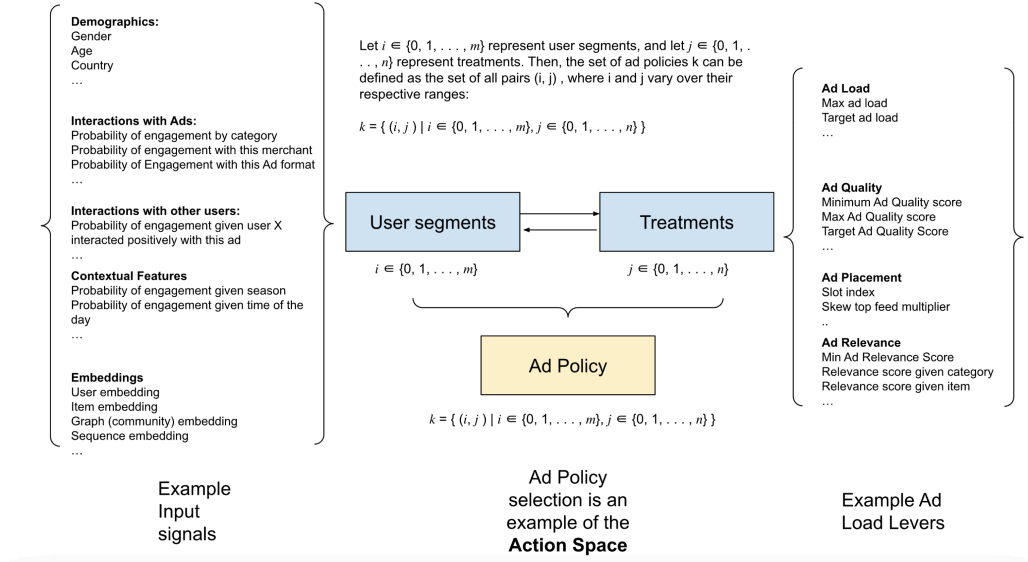 Demographics:
Gender
Age
Country
…
Interactions with Ads:
Probability of engagement by category
Probability of engagement with this merchant
Probability of Engagement with this Ad format
…
Interactions with other users:
Probability of engagement given user X
interacted positively with this ad
…
Contextual Features
Probability of engagement given season
Probability of engagement given time of the
day
…
Embeddings
User embedding
Item embedding
Graph (community) embedding
Sequence embedding
…
Example
Input
signals
Let i ∈ {0, 1, . . . , m} represent user segments, and let j ∈ {0, 1, .
. . , n} represent treatments. Then, the set of ad policies k can be
defined as the set of all pairs (i, j) , where i and j vary over their
respective ranges:
k = { (i, j ) | i ∈ {0, 1, . . . , m}, j ∈ {0, 1, . . . , n} }
User segments
Treatments
i ∈ {0, 1, . . . , m}
j ∈ {0, 1, . . . , n}
Ad Policy
k = { (i, j ) | i ∈ {0, 1, . . . , m}, j ∈ {0, 1, . . . , n} }
Ad Policy
selection is an
example of the
Action Space
Ad Load
Max ad load
Target ad load
…
Ad Quality
Minimum Ad Quality score
Max Ad Quality score
Target Ad Quality Score
…
Ad Placement
Slot index
Skew top feed multiplier
..
Ad Relevance
Min Ad Relevance Score
Relevance score given category
Relevance score given item
…
Example Ad
Load Levers